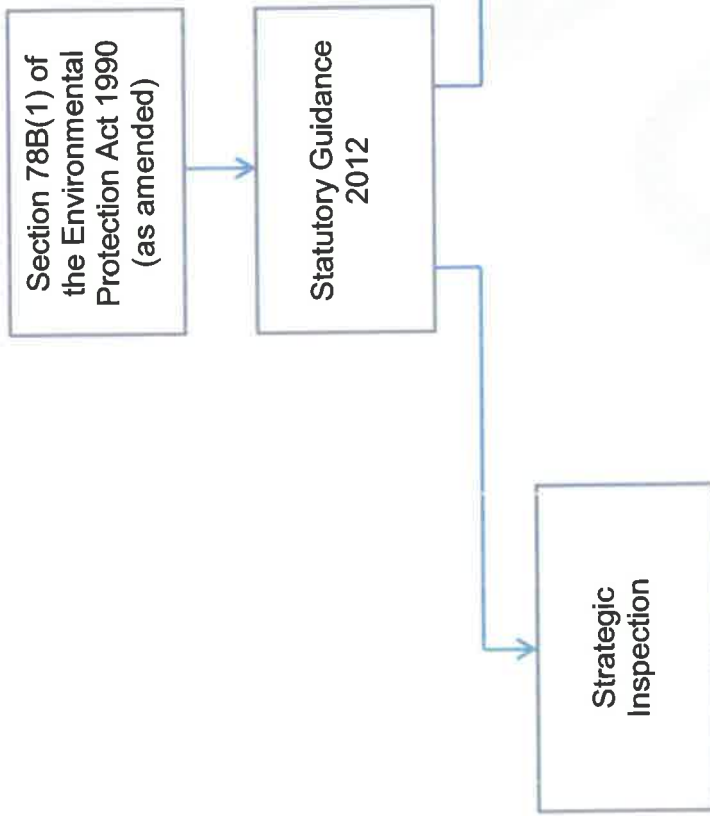 Section 78B(1) of
the Environmental
Protection Act 1990
(as amended)
Statutory Guidance
2012
Strategic
Inspection